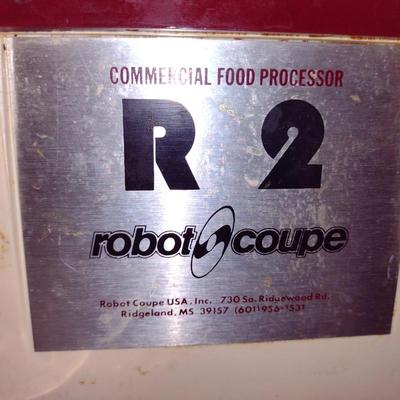 COMMERCIAL FOOD PROCESSOR
R 2
robot coupe
Robot Coupe USA, Inc. 730 So. Ridgewood Rd.
Ridgeland, MS 39157 (601) 956-1531